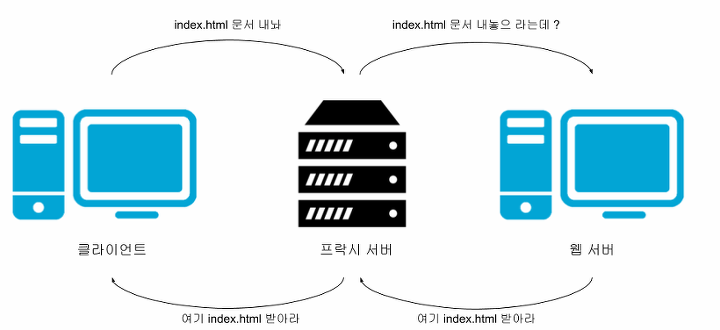 index.html 문서 내놔
index.html 문서 내놓으 라는데 ?
클라이언트
프락시 서버
웹 서버
여기 index.html 받아라
여기 index.html 받아라